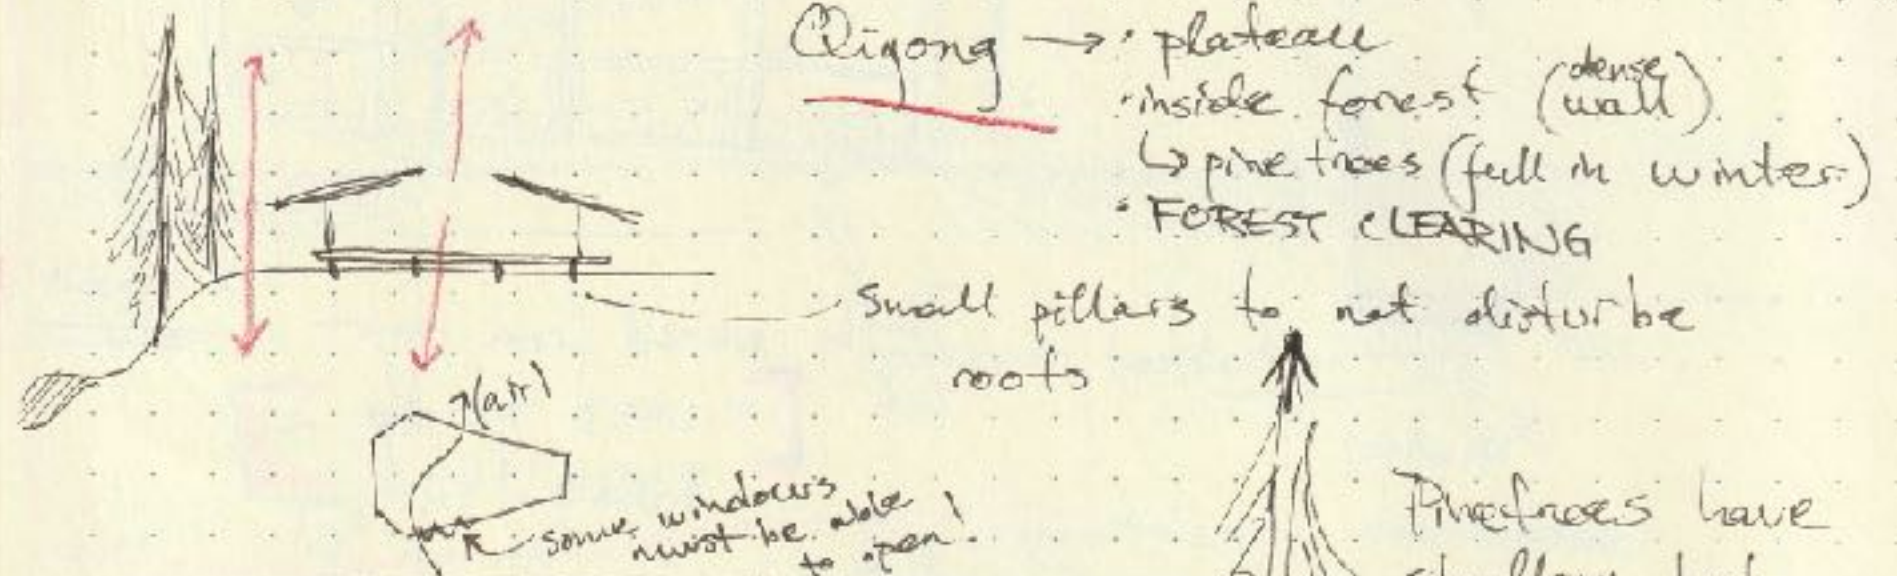 Qigong → • plateau
• inside forest (dense wall)
↳ pine trees (full in winter)
• FOREST CLEARING
Small pillars to not disturbe
roots
(air)
some windows
must be able
to open!
Pinetrees have